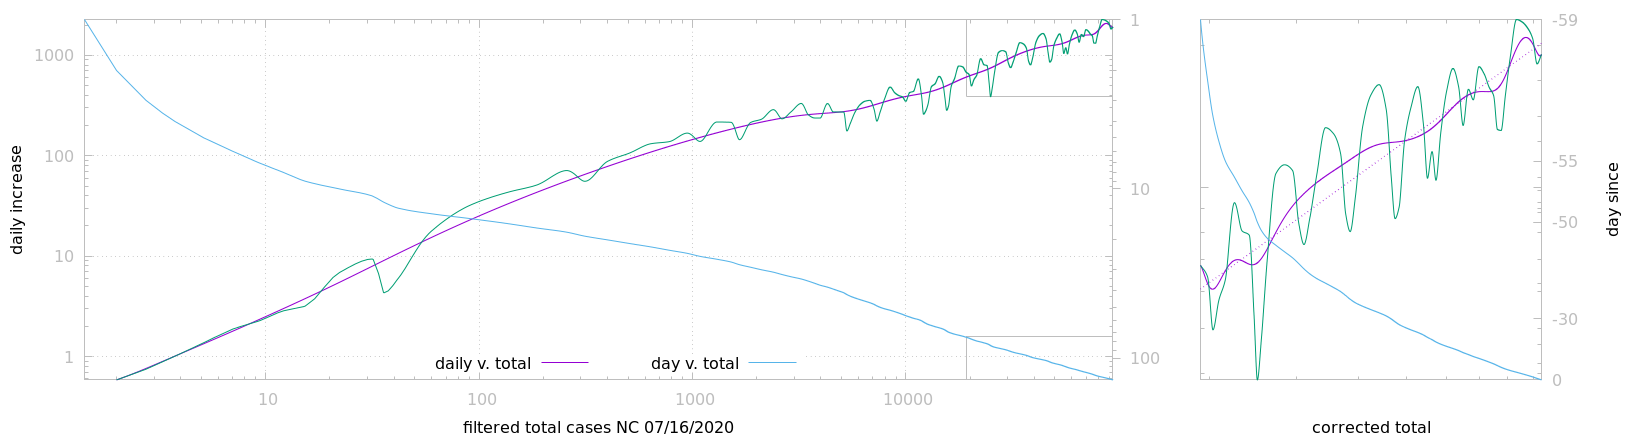 1000
100
10
1
daily increase
daily v. total
day v. total
1
10
100
10
100
1000
10000
filtered total cases NC 07/16/2020
-59
-55
-50
-30
0
day since
corrected total